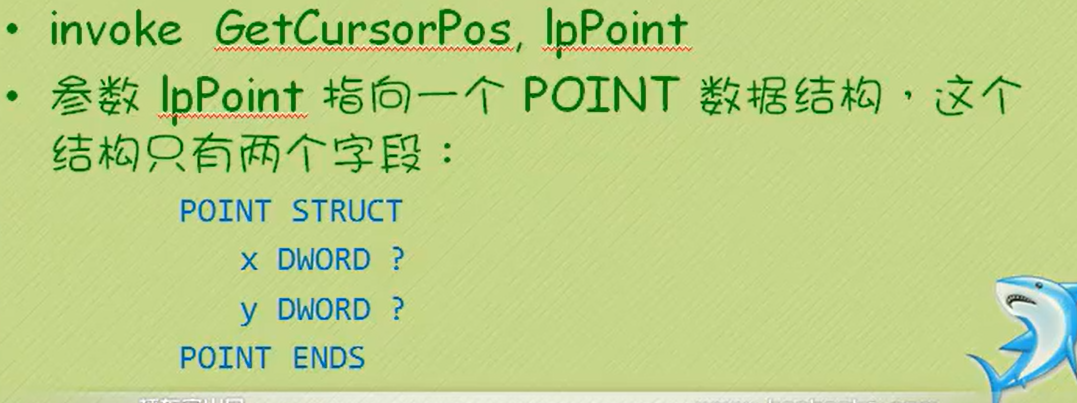 • invoke GetCursorPos, lpPoint
• 参数 lpPoint 指向一个 POINT 数据结构，这个
结构只有两个字段：
POINT STRUCT
x DWORD ?
y DWORD ?
POINT ENDS